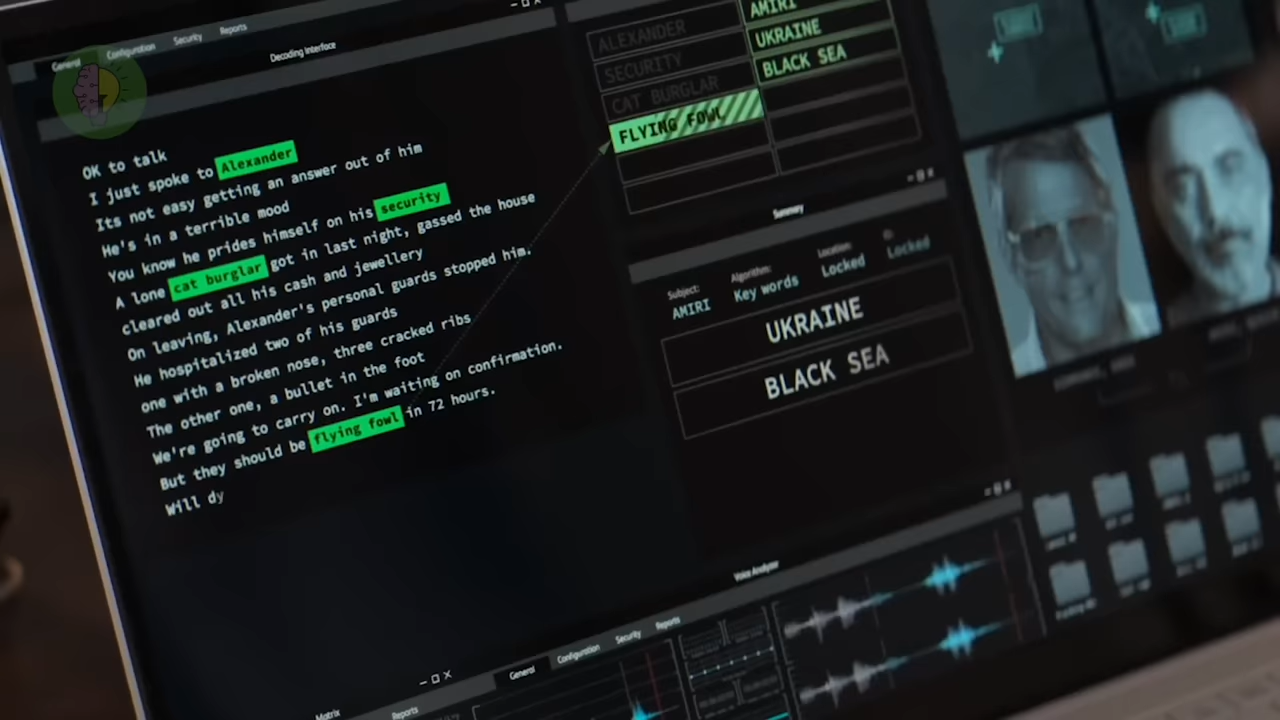 General Configuration Security Reports
Decoding Interface
OK to talk
I just spoke to Alexander
Its not easy getting an answer out of him
He's in a terrible mood
You know he prides himself on his security
A lone cat burglar got in last night, gassed the house
cleared out all his cash and jewellery
On leaving, Alexander's personal guards stopped him.
He hospitalized two of his guards
one with a broken nose, three cracked ribs
The other one, a bullet in the foot
We're going to carry on. I'm waiting on confirmation.
But they should be flying fowl in 72 hours.
Will dy
ALEXANDER
SECURITY
CAT BURGLAR
FLYING FOWL
AMIRI
UKRAINE
BLACK SEA
Summary
Subject: Algorithm: Location:
AMIRI Key words Locked Locked
UKRAINE
BLACK SEA
Voice Analyzer
General Configuration Security Reports
Matrix
Reports